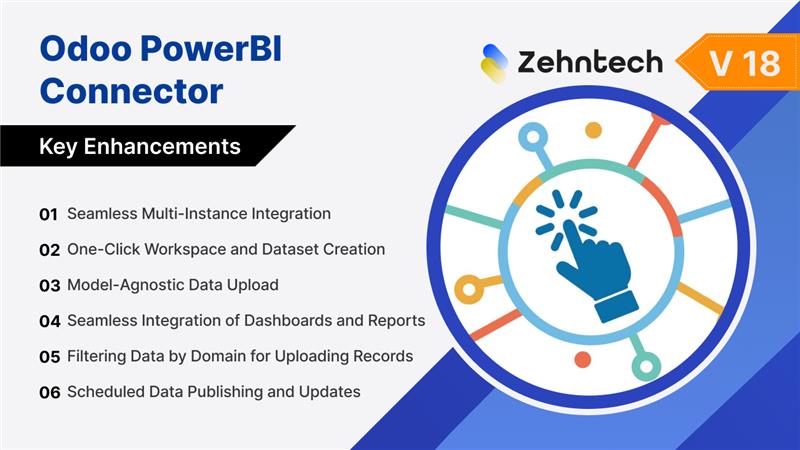 Odoo PowerBI
Connector
Zehntech
V 18
Key Enhancements
01 Seamless Multi-Instance Integration
02 One-Click Workspace and Dataset Creation
03 Model-Agnostic Data Upload
04 Seamless Integration of Dashboards and Reports
05 Filtering Data by Domain for Uploading Records
06 Scheduled Data Publishing and Updates